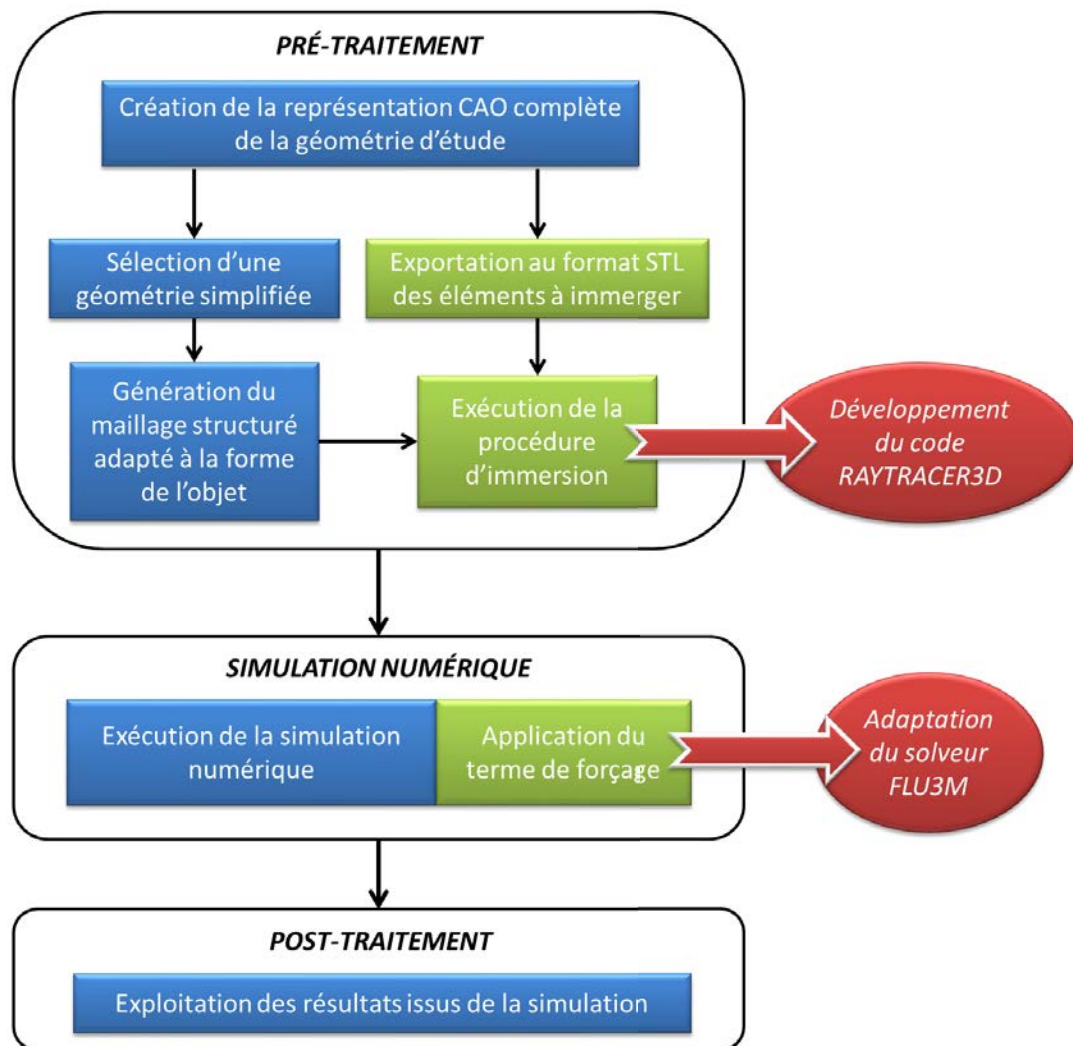 PRÉ-TRAITEMENT
Création de la représentation CAO complète
de la géométrie d'étude
Sélection d'une
géométrie simplifiée
Exportation au format STL
des éléments à immerger
Génération du
maillage structuré
adapté à la forme
de l'objet
Exécution de la
procédure
d'immersion
Développement
du code
RAYTRACER3D
SIMULATION NUMÉRIQUE
Exécution de la simulation
numérique
Application du
terme de forçage
Adaptation
du solveur
FLU3M
POST-TRAITEMENT
Exploitation des résultats issus de la simulation